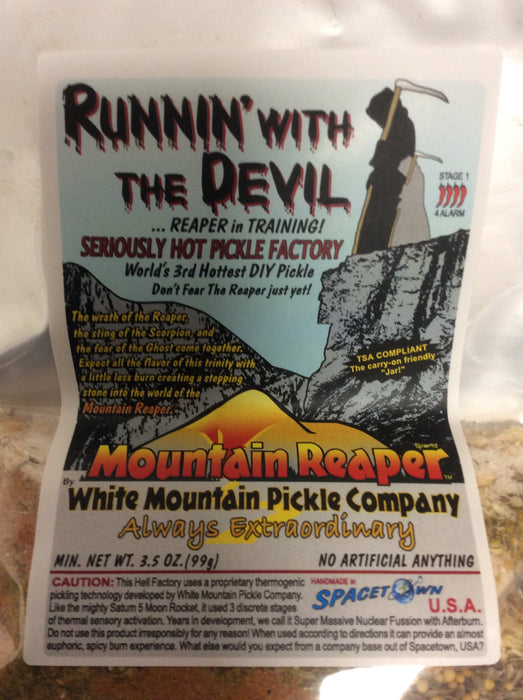 RUNNIN' WITH
THE DEVIL
... REAPER in TRAINING!
SERIOUSLY HOT PICKLE FACTORY
World's 3rd Hottest DIY Pickle
Don't Fear The Reaper just yet!
STAGE 1
4 ALARM
The wrath of the Reaper,
the sting of the Scorpion, and
the fear of the Ghost come together.
Expect all the flavor of this trinity with
a little less burn creating a stepping
stone into the world of the
Mountain Reaper.
TSA COMPLIANT
The carry-on friendly
"Jar!"
Mountain Reaper Brand TM
By White Mountain Pickle Company
Always Extraordinary
MIN. NET WT. 3.5 OZ.(99g) NO ARTIFICIAL ANYTHING
CAUTION: This Hell Factory uses a proprietary thermogenic
pickling technology developed by White Mountain Pickle Company.
Like the mighty Saturn 5 Moon Rocket, it used 3 discrete stages
of thermal sensory activation. Years in development, we call it Super Massive Nuclear Fussion with Afterburn.
Do not use this product irresponsibly for any reason! When used according to directions it can provide an almost
euphoric, spicy burn experience. What else would you expect from a company base out of Spacetown, USA?
HANDMADE in
SPACETOWN
U.S.A.